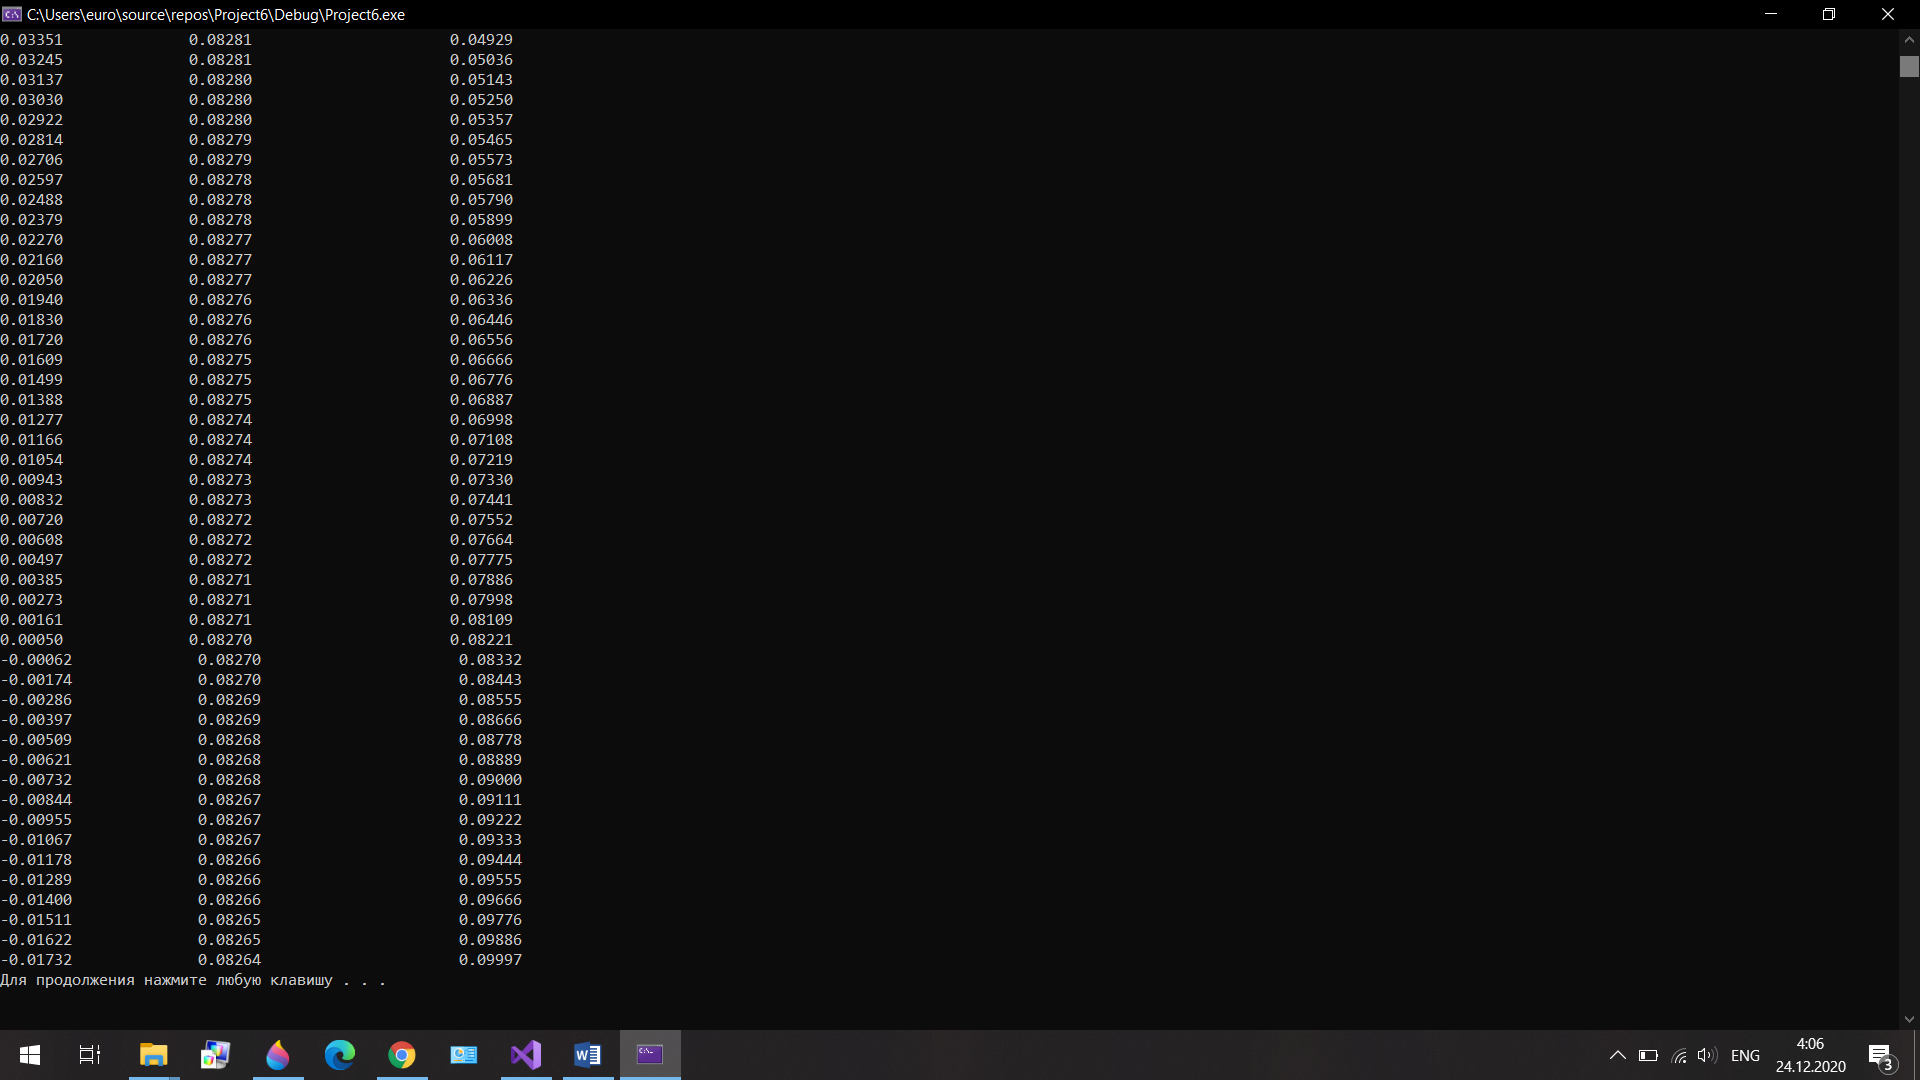 C:\Users\euro\source\repos\Project6\Debug\Project6.exe
0.03351 0.08281 0.04929
0.03245 0.08281 0.05036
0.03137 0.08280 0.05143
0.03030 0.08280 0.05250
0.02922 0.08280 0.05357
0.02814 0.08279 0.05465
0.02706 0.08279 0.05573
0.02597 0.08278 0.05681
0.02488 0.08278 0.05790
0.02379 0.08278 0.05899
0.02270 0.08277 0.06008
0.02160 0.08277 0.06117
0.02050 0.08277 0.06226
0.01940 0.08276 0.06336
0.01830 0.08276 0.06446
0.01720 0.08276 0.06556
0.01609 0.08275 0.06666
0.01499 0.08275 0.06776
0.01388 0.08275 0.06887
0.01277 0.08274 0.06998
0.01166 0.08274 0.07108
0.01054 0.08274 0.07219
0.00943 0.08273 0.07330
0.00832 0.08273 0.07441
0.00720 0.08272 0.07552
0.00608 0.08272 0.07664
0.00497 0.08272 0.07775
0.00385 0.08271 0.07886
0.00273 0.08271 0.07998
0.00161 0.08271 0.08109
0.00050 0.08270 0.08221
-0.00062 0.08270 0.08332
-0.00174 0.08270 0.08443
-0.00286 0.08269 0.08555
-0.00397 0.08269 0.08666
-0.00509 0.08268 0.08778
-0.00621 0.08268 0.08889
-0.00732 0.08268 0.09000
-0.00844 0.08267 0.09111
-0.00955 0.08267 0.09222
-0.01067 0.08267 0.09333
-0.01178 0.08266 0.09444
-0.01289 0.08266 0.09555
-0.01400 0.08266 0.09666
-0.01511 0.08265 0.09776
-0.01622 0.08265 0.09886
-0.01732 0.08264 0.09997
Для продолжения нажмите любую клавишу . . .
ENG
4:06
24.12.2020
3